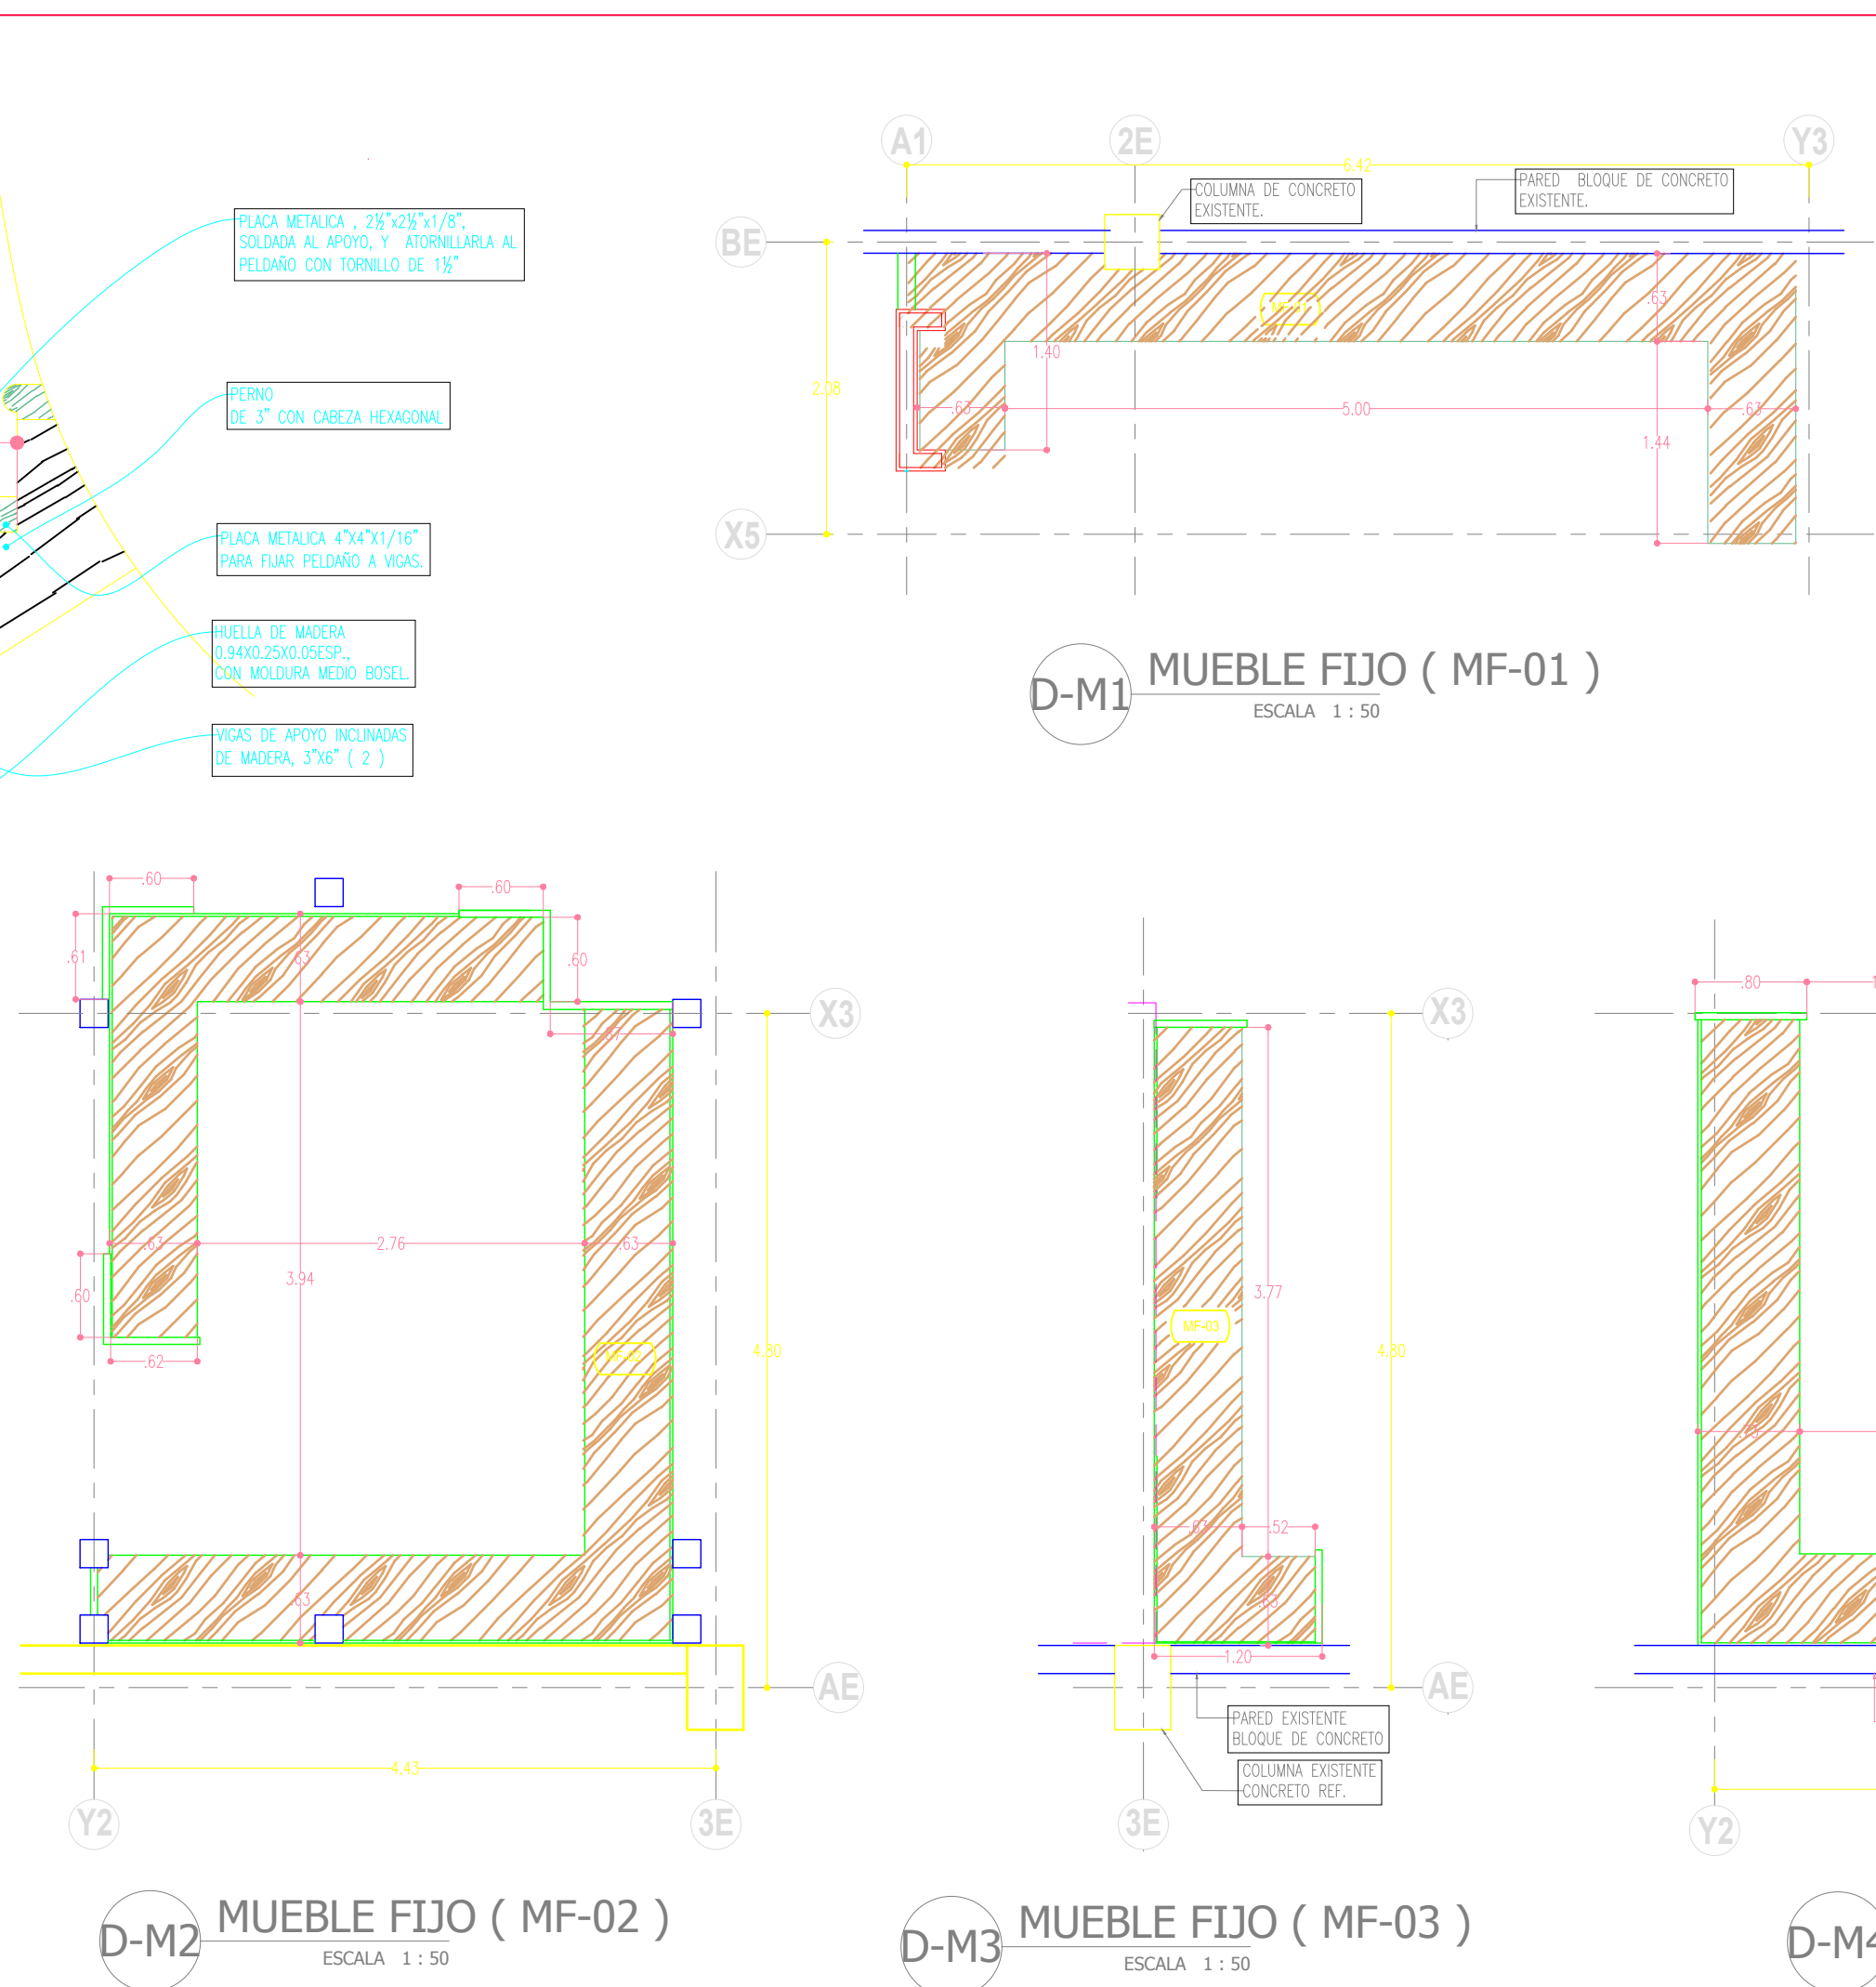 PLACA METALICA , 2½"x2½"x1/8",
SOLDADA AL APOYO, Y ATORNILLARLA AL
PELDAÑO CON TORNILLO DE 1½"
PERNO
DE 3" CON CABEZA HEXAGONAL
PLACA METALICA 4"X4"X1/16"
PARA FIJAR PELDAÑO A VIGAS.
HUELLA DE MADERA
0.94X0.25X0.05ESP.,
CON MOLDURA MEDIO BOSEL.
VIGAS DE APOYO INCLINADAS
DE MADERA, 3"X6" ( 2 )
A1
2E
Y3
6.42
COLUMNA DE CONCRETO
EXISTENTE.
PARED BLOQUE DE CONCRETO
EXISTENTE.
BE
MF-01
.63
1.40
2.08
.63
5.00
.63
1.44
X5
D-M1
MUEBLE FIJO ( MF-01 )
ESCALA 1 : 50
.60
.60
.61
.63
.60
X3
.87
.63
2.76
.63
3.94
.60
MF-02
4.80
.62
.63
AE
4.43
Y2
3E
D-M2
MUEBLE FIJO ( MF-02 )
ESCALA 1 : 50
X3
3.77
MF-03
4.80
.63
.52
.63
1.20
AE
PARED EXISTENTE
BLOQUE DE CONCRETO
COLUMNA EXISTENTE
CONCRETO REF.
3E
D-M3
MUEBLE FIJO ( MF-03 )
ESCALA 1 : 50
.80
Y2
D-M4